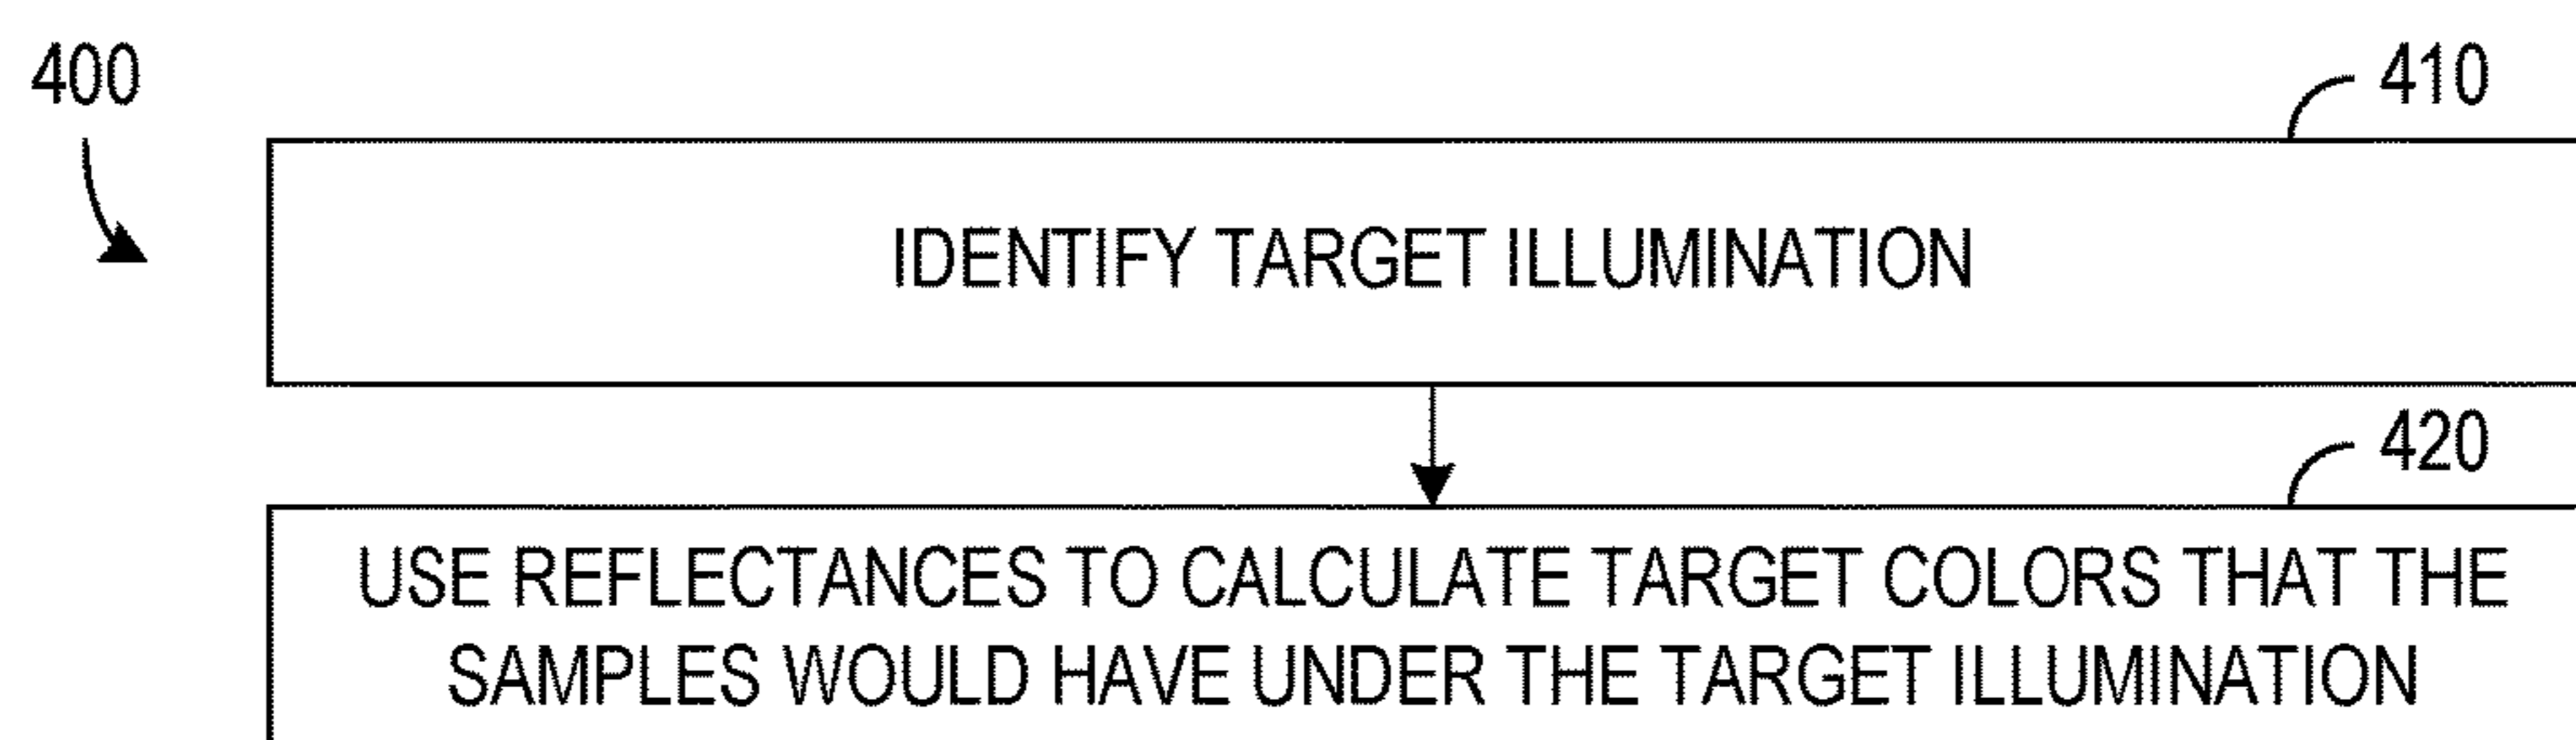 400
410
IDENTIFY TARGET ILLUMINATION
420
USE REFLECTANCES TO CALCULATE TARGET COLORS THAT THE
SAMPLES WOULD HAVE UNDER THE TARGET ILLUMINATION